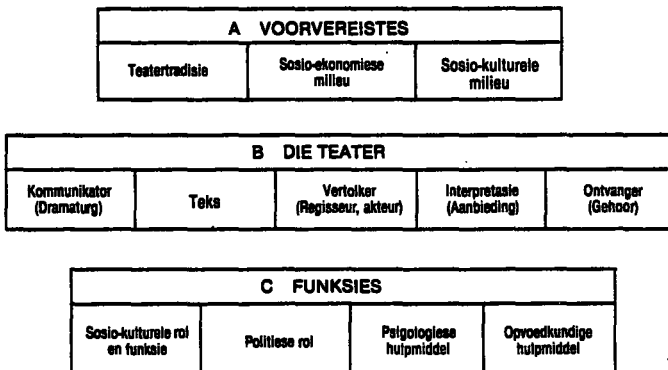 A VOORVEREISTES
Teatertradisie
Sosio-ekonomiese
milieu
Sosio-kulturele
milieu
B DIE TEATER
Kommunikator
(Dramaturg)
Teks
Vertolker
(Regisseur, akteur)
Interpretasie
(Aanbieding)
Ontvanger
(Gehoor)
C FUNKSIES
Sosio-kulturele rol
en funksie
Politiese rol
Psigologiese
hulpmiddel
Opvoedkundige
hulpmiddel